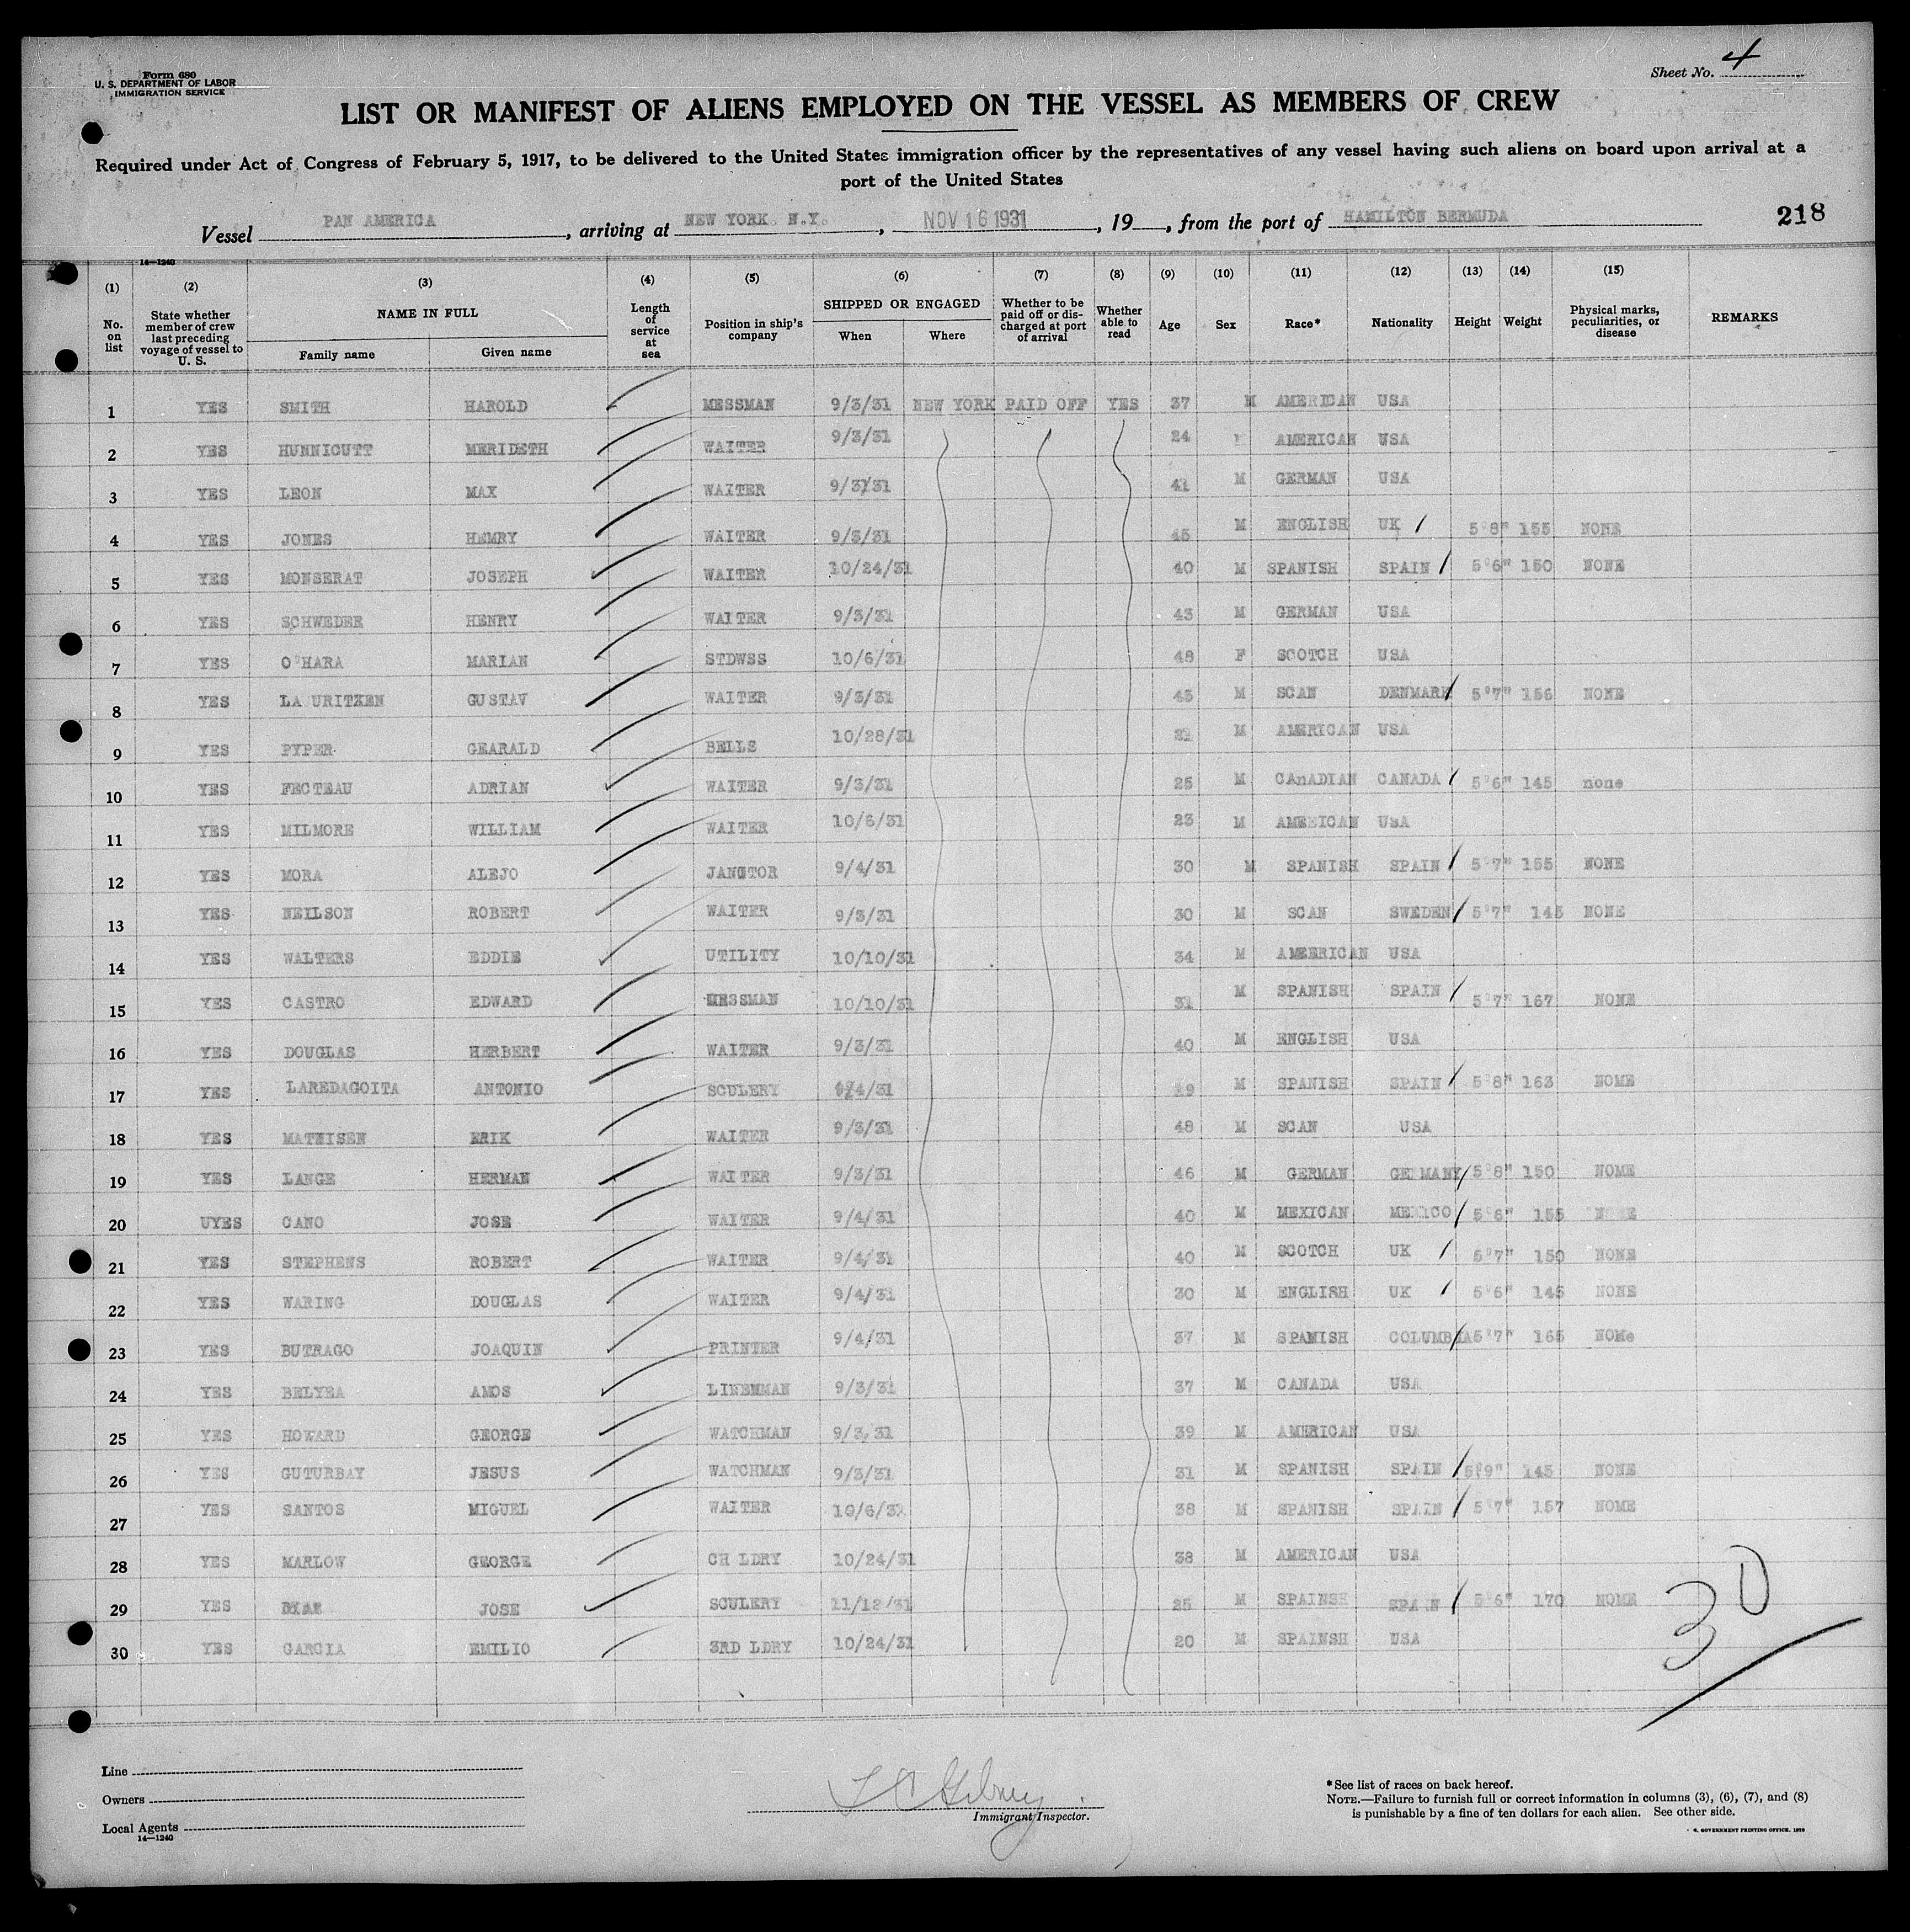 Form 680
U. S. DEPARTMENT OF LABOR
IMMIGRATION SERVICE
Sheet No. 4
LIST OR MANIFEST OF ALIENS EMPLOYED ON THE VESSEL AS MEMBERS OF CREW
Required under Act of Congress of February 5, 1917, to be delivered to the United States immigration officer by the representatives of any vessel having such aliens on board upon arrival at a
port of the United States
Vessel PAN AMERICA, arriving at NEW YORK N.Y., NOV 16 1931, 19__, from the port of HAMILTON BERMUDA 218
14—1240
(1) (2) (3) (4) (5) (6) (7) (8) (9) (10) (11) (12) (13) (14) (15)
No. on list State whether member of crew last preceding voyage of vessel to U. S. NAME IN FULL Family name Given name Length of service at sea Position in ship's company SHIPPED OR ENGAGED When Where Whether to be paid off or discharged at port of arrival Whether able to read Age Sex Race* Nationality Height Weight Physical marks, peculiarities, or disease REMARKS
1 YES SMITH HAROLD MESSMAN 9/3/31 NEW YORK PAID OFF YES 37 M AMERICAN USA
2 YES HUNNICUTT MERIDETH WAITER 9/3/31 24 AMERICAN USA
3 YES LEON MAX WAITER 9/3/31 41 M GERMAN USA
4 YES JONES HENRY WAITER 9/3/31 45 M ENGLISH UK 5'8" 155 NONE
5 YES MONSERAT JOSEPH WAITER 10/24/31 40 M SPANISH SPAIN 5'6" 150 NONE
6 YES SCHWEDER HENRY WAITER 9/3/31 43 M GERMAN USA
7 YES O'HARA MARIAN STDWSS 10/6/31 48 F SCOTCH USA
8 YES LAURITXEN GUSTAV WAITER 9/3/31 45 M SCAN DENMARK 5'7" 156 NONE
9 YES PYPER GEARALD BELLS 10/28/31 M AMERICAN USA
10 YES FECTEAU ADRIAN WAITER 9/3/31 25 M CAnADIAN CANADA 5'6" 145 none
11 YES MILMORE WILLIAM WAITER 10/6/31 23 M AMERICAN USA
12 YES MORA ALEJO JANGTOR 9/4/31 30 M SPANISH SPAIN 5'7" 155 NONE
13 YES NEILSON ROBERT WAITER 9/3/31 30 M SCAN SWEDEN 5'7" 145 NONE
14 YES WALTERS EDDIE UTILITY 10/10/31 34 M AMEERICAN USA
15 YES CASTRO EDWARD MESSMAN 10/10/31 31 M SPANISH SPAIN 5'7" 167 NONE
16 YES DOUGLAS HERBERT WAITER 9/3/31 40 M ENGLISH USA
17 YES LAREDAGOITA ANTONIO SCULERY 9/4/31 29 M SPANISH SPAIN 5'8" 163 NOME
18 YES MATHISEN ERIK WAITER 9/3/31 48 M SCAN USA
19 YES LANGE HERMAN WAITER 9/3/31 46 M GERMAN GERMANY 5'8" 150 NOME
20 UYES CANO JOSE WAITER 9/4/31 40 M MEXICAN MEXICO 5'6" 155 NONE
21 YES STEPHENS ROBERT WAITER 9/4/31 40 M SCOTCH UK 5'7" 150 NONE
22 YES WARING DOUGLAS WAITER 9/4/31 30 M ENGLISH UK 5'6" 145 NONE
23 YES BUTRAGO JOAQUIN PRINTER 9/4/31 37 M SPANISH COLUMBIA 5'7" 165 NOMe
24 YES BELYEA AMOS LINEMMAN 9/3/31 37 M CANADA USA
25 YES HOWARD GEORGE WATCHMAN 9/3/31 39 M AMERICAN USA
26 YES GUTURBAY JESUS WATCHMAN 9/3/31 31 M SPANISH SPAIN 5'9" 145 NONE
27 YES SANTOS MIGUEL WAITER 10/6/31 38 M SPANISH SPAIN 5'7" 157 NOME
28 YES MARLOW GEORGE CH LDRY 10/24/31 38 M AMERICAN USA
29 YES JOSE SCULERY 11/12/31 25 M SPAINSH SPAIN 5'6" 170 NOME
30 YES GARCIA EMILIO 3RD LDRY 10/24/31 20 M SPAINSH USA
30
Line
Owners
Local Agents
14—1240
Immigrant Inspector.
*See list of races on back hereof.
NOTE.—Failure to furnish full or correct information in columns (3), (6), (7), and (8)
is punishable by a fine of ten dollars for each alien. See other side.
GOVERNMENT PRINTING OFFICE. 1929